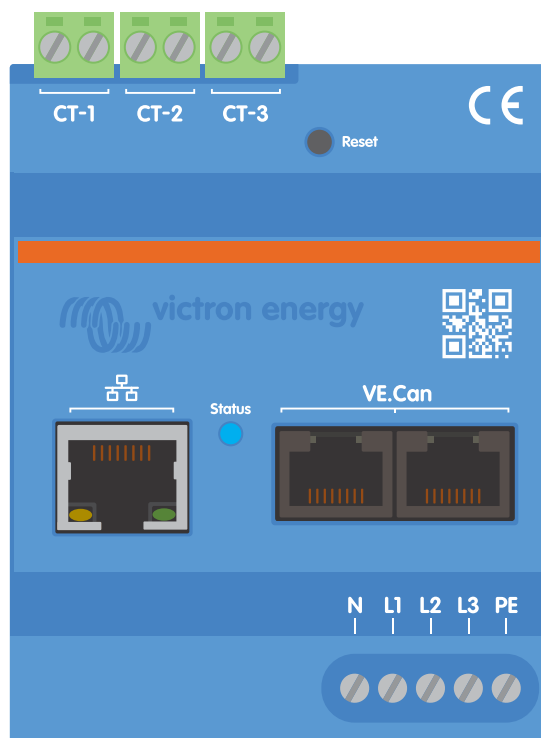 CT-1 CT-2 CT-3
CE
Reset
victron energy
VE.Can
Status
N L1 L2 L3 PE